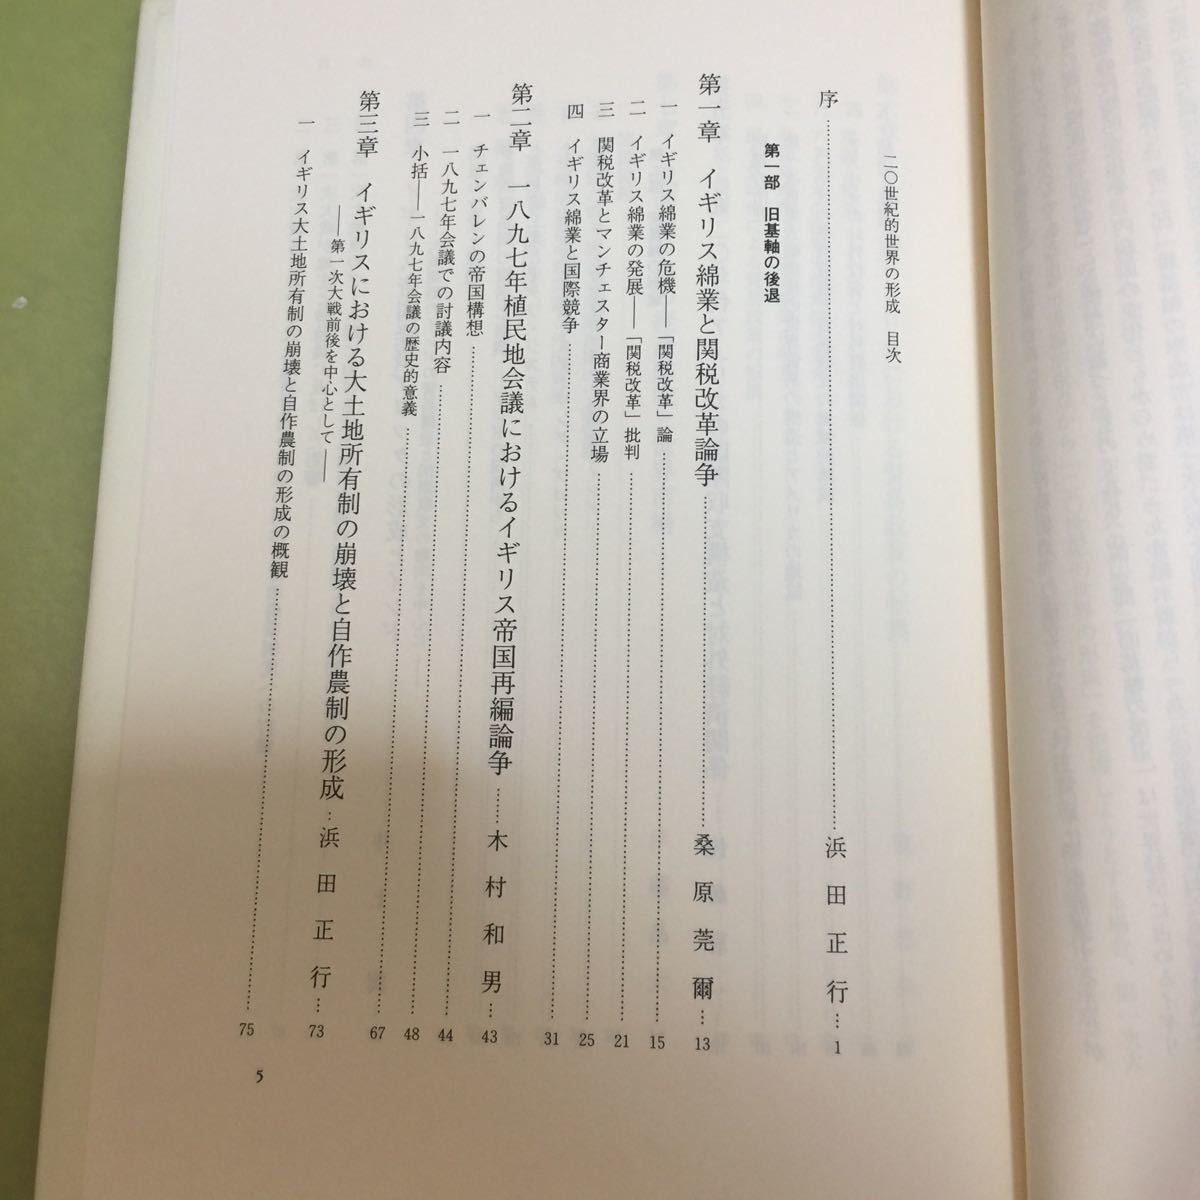 二〇世紀的世界の形成　目次
序……浜田正行…1
第一部　旧基軸の後退
第一章　イギリス綿業と関税改革論争……桑原莞爾…13
一　イギリス綿業の危機――「関税改革」論……15
二　イギリス綿業の発展――「関税改革」批判……21
三　関税改革とマンチェスター商業界の立場……25
四　イギリス綿業と国際競争……31
第二章　一八九七年植民地会議におけるイギリス帝国再編論争……木村和男…43
一　チェンバレンの帝国構想……44
二　一八九七年会議での討議内容……48
三　小括――一八九七年会議の歴史的意義……67
第三章　イギリスにおける大土地所有制の崩壊と自作農制の形成…浜田正行…73
――第一次大戦前後を中心として――
一　イギリス大土地所有制の崩壊と自作農制の形成の概観……75
5